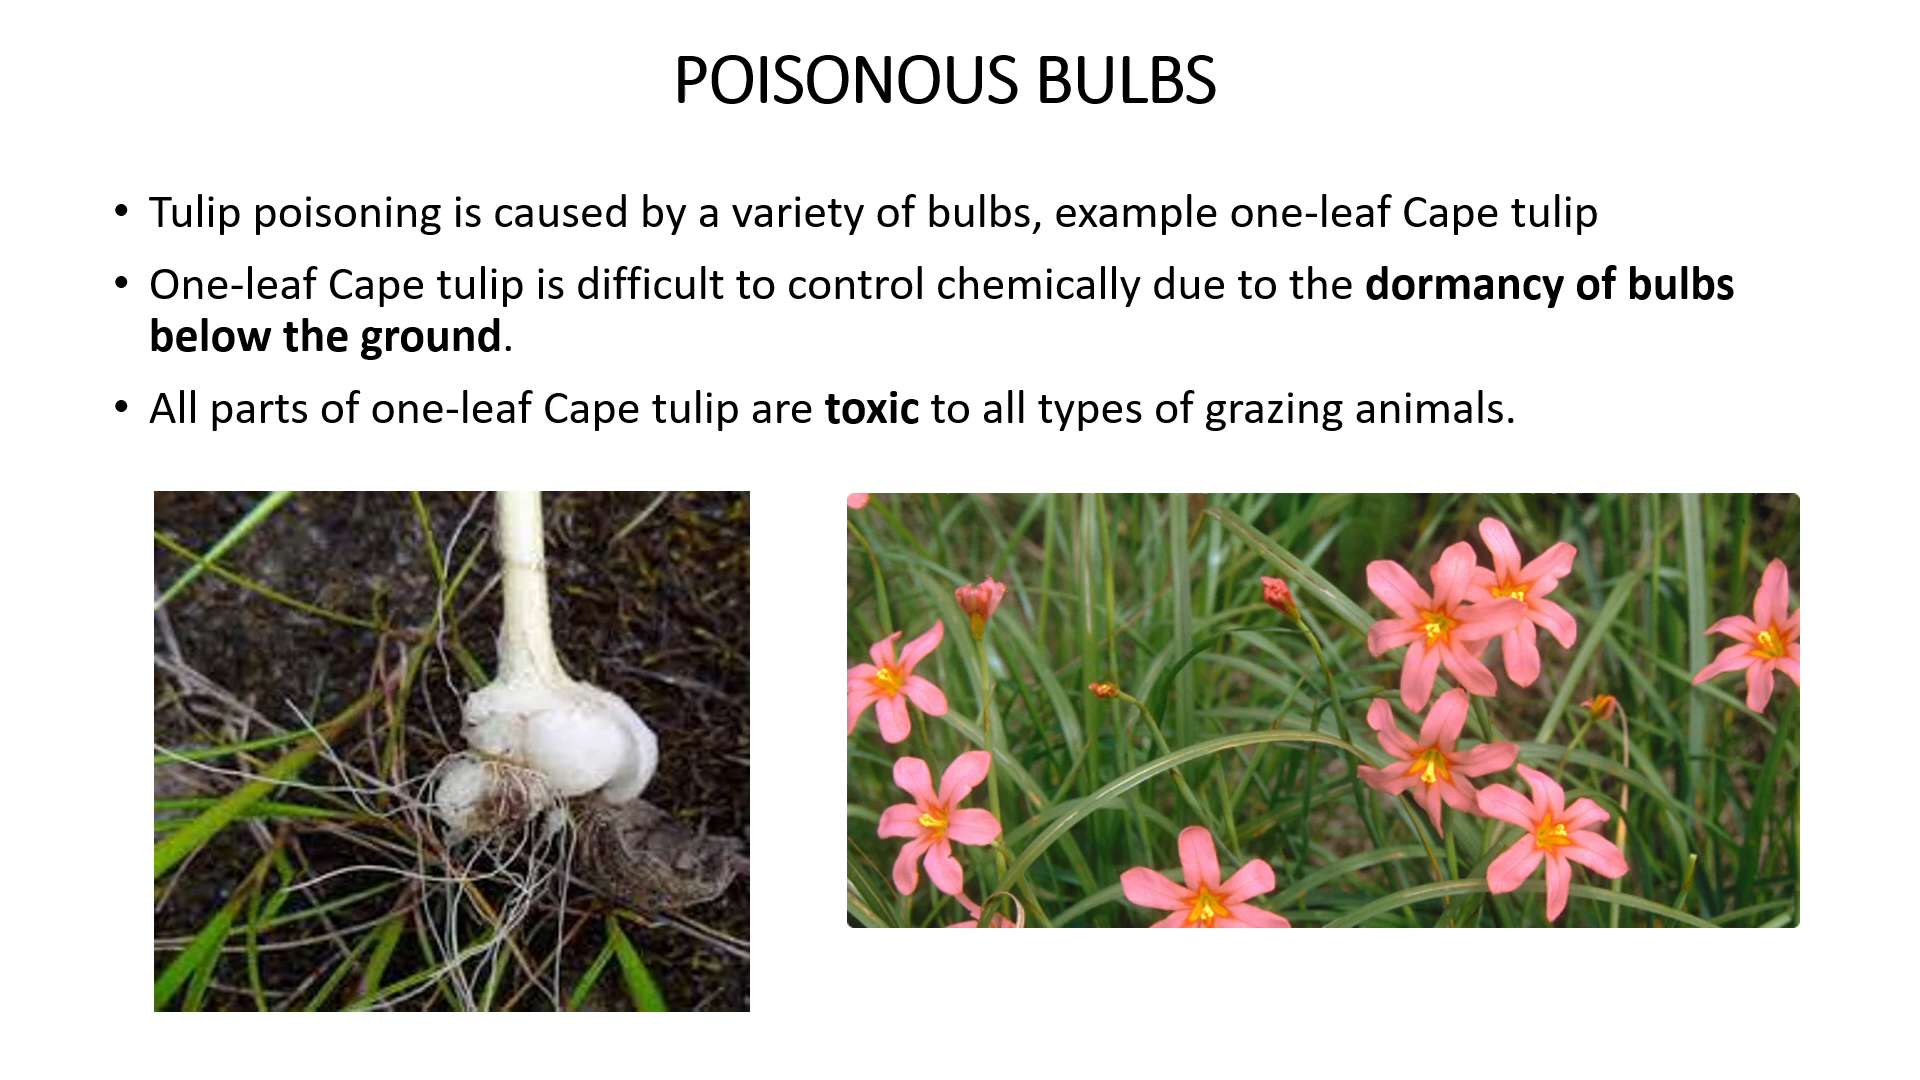 POISONOUS BULBS
• Tulip poisoning is caused by a variety of bulbs, example one-leaf Cape tulip
• One-leaf Cape tulip is difficult to control chemically due to the dormancy of bulbs
below the ground.
• All parts of one-leaf Cape tulip are toxic to all types of grazing animals.